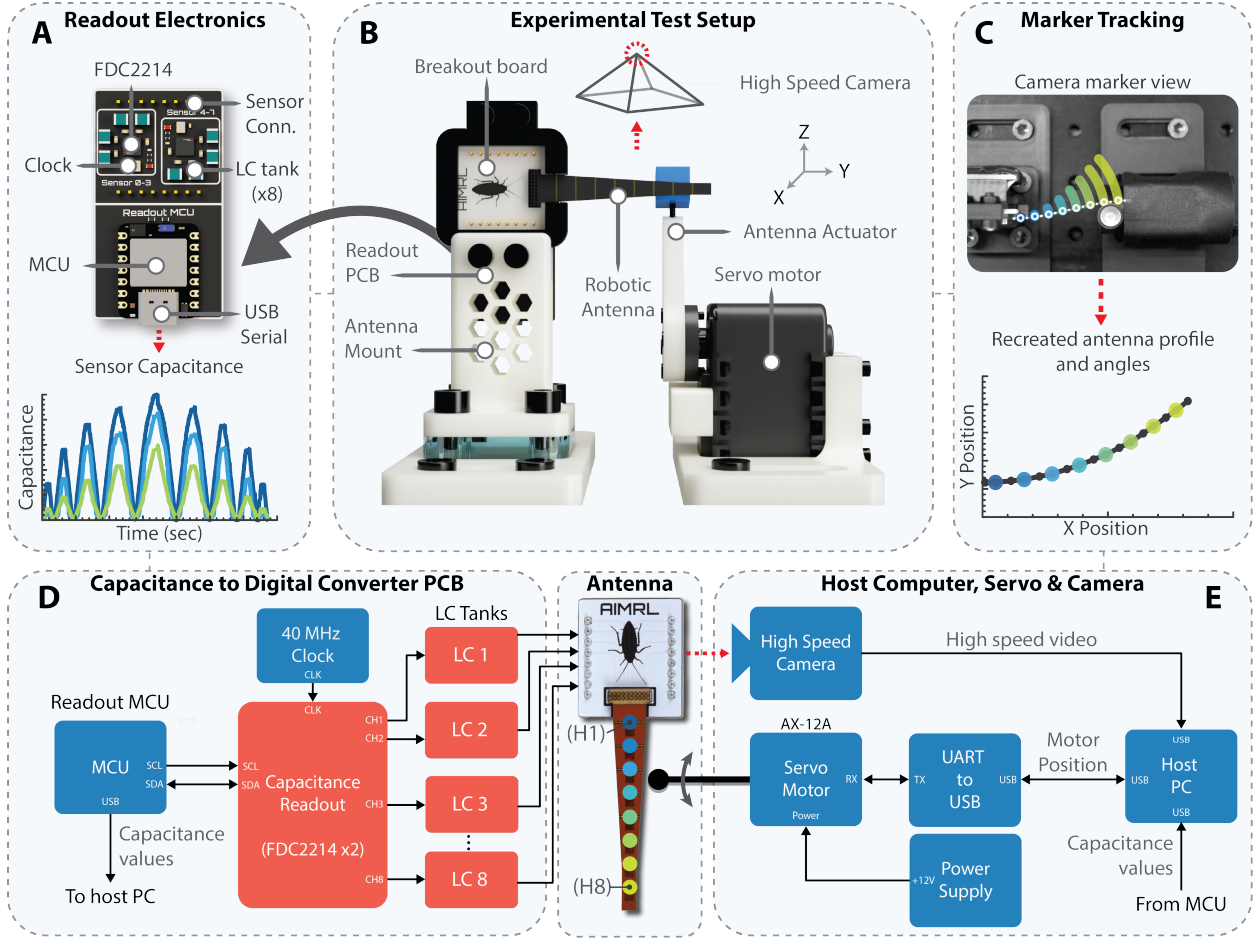 A
Readout Electronics
FDC2214
Sensor
Conn.
Sensor 4-7
Clock
LC tank
(x8)
Sensor 0-3
Readout MCU
MCU
USB
Serial
Sensor Capacitance
Capacitance
Time (sec)
B
Experimental Test Setup
Breakout board
High Speed Camera
Z
Y
X
AIMRL
Readout
PCB
Antenna
Mount
Robotic
Antenna
Antenna Actuator
Servo motor
C
Marker Tracking
Camera marker view
Recreated antenna profile
and angles
Y Position
X Position
D
Capacitance to Digital Converter PCB
40 MHz
Clock
CLK
LC Tanks
LC 1
LC 2
LC 3
LC 8
Readout MCU
MCU
SCL
SDA
USB
Capacitance
values
To host PC
CLK
CH1
CH2
SCL
SDA
Capacitance
Readout
CH3
(FDC2214 x2)
CH8
Antenna
AIMRL
(H1)
(H8)
Host Computer, Servo & Camera
E
High Speed
Camera
High speed video
AX-12A
Servo
Motor
RX
Power
UART
to
USB
TX
USB
Motor
Position
USB
USB
Host
PC
USB
+12V
Power
Supply
Capacitance
values
From MCU